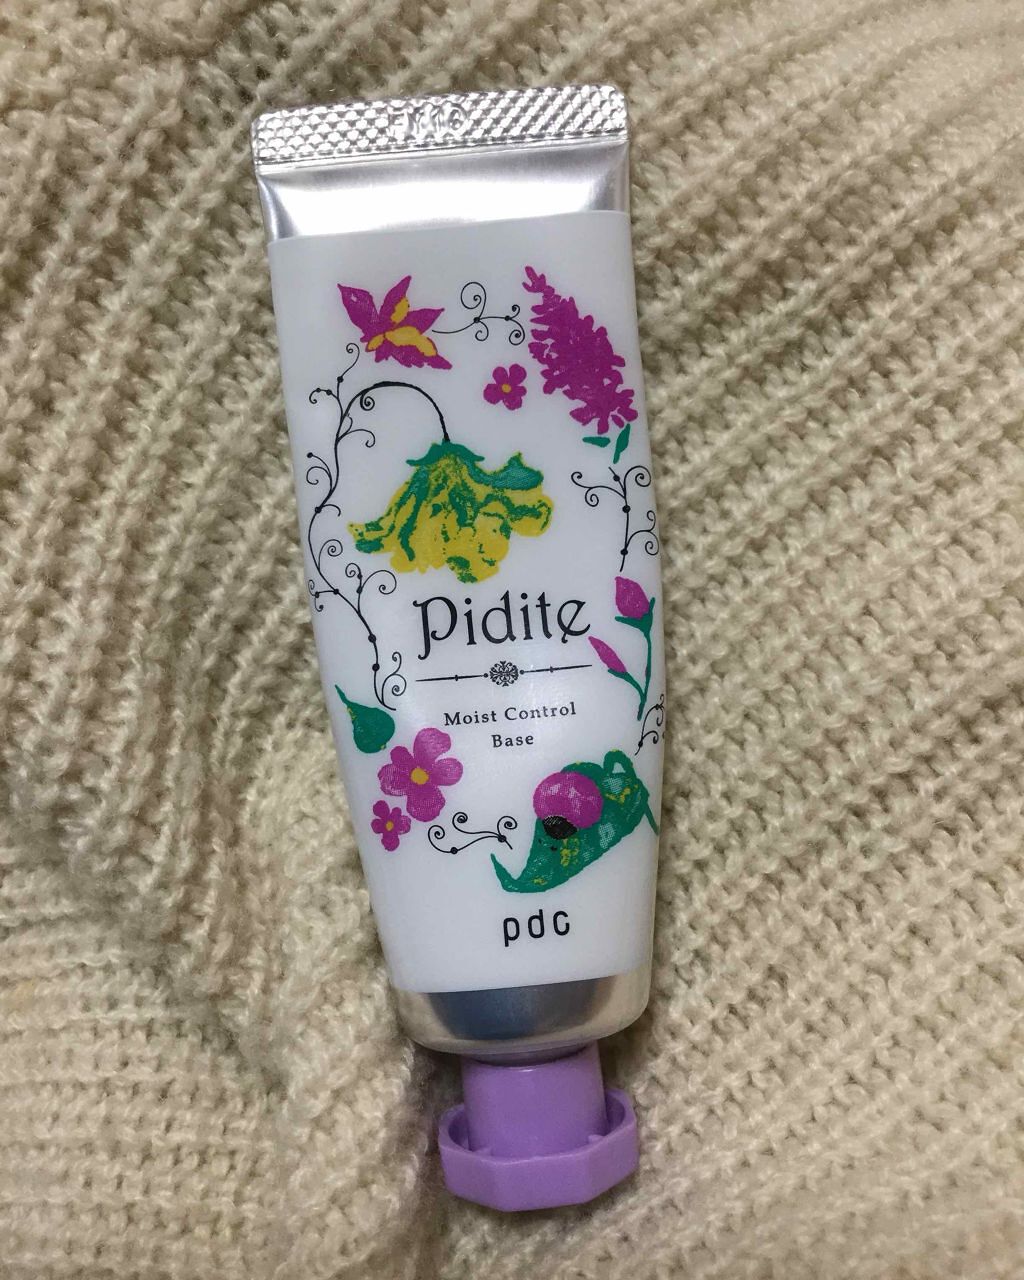 Pidite
Moist Control
Base
pdc